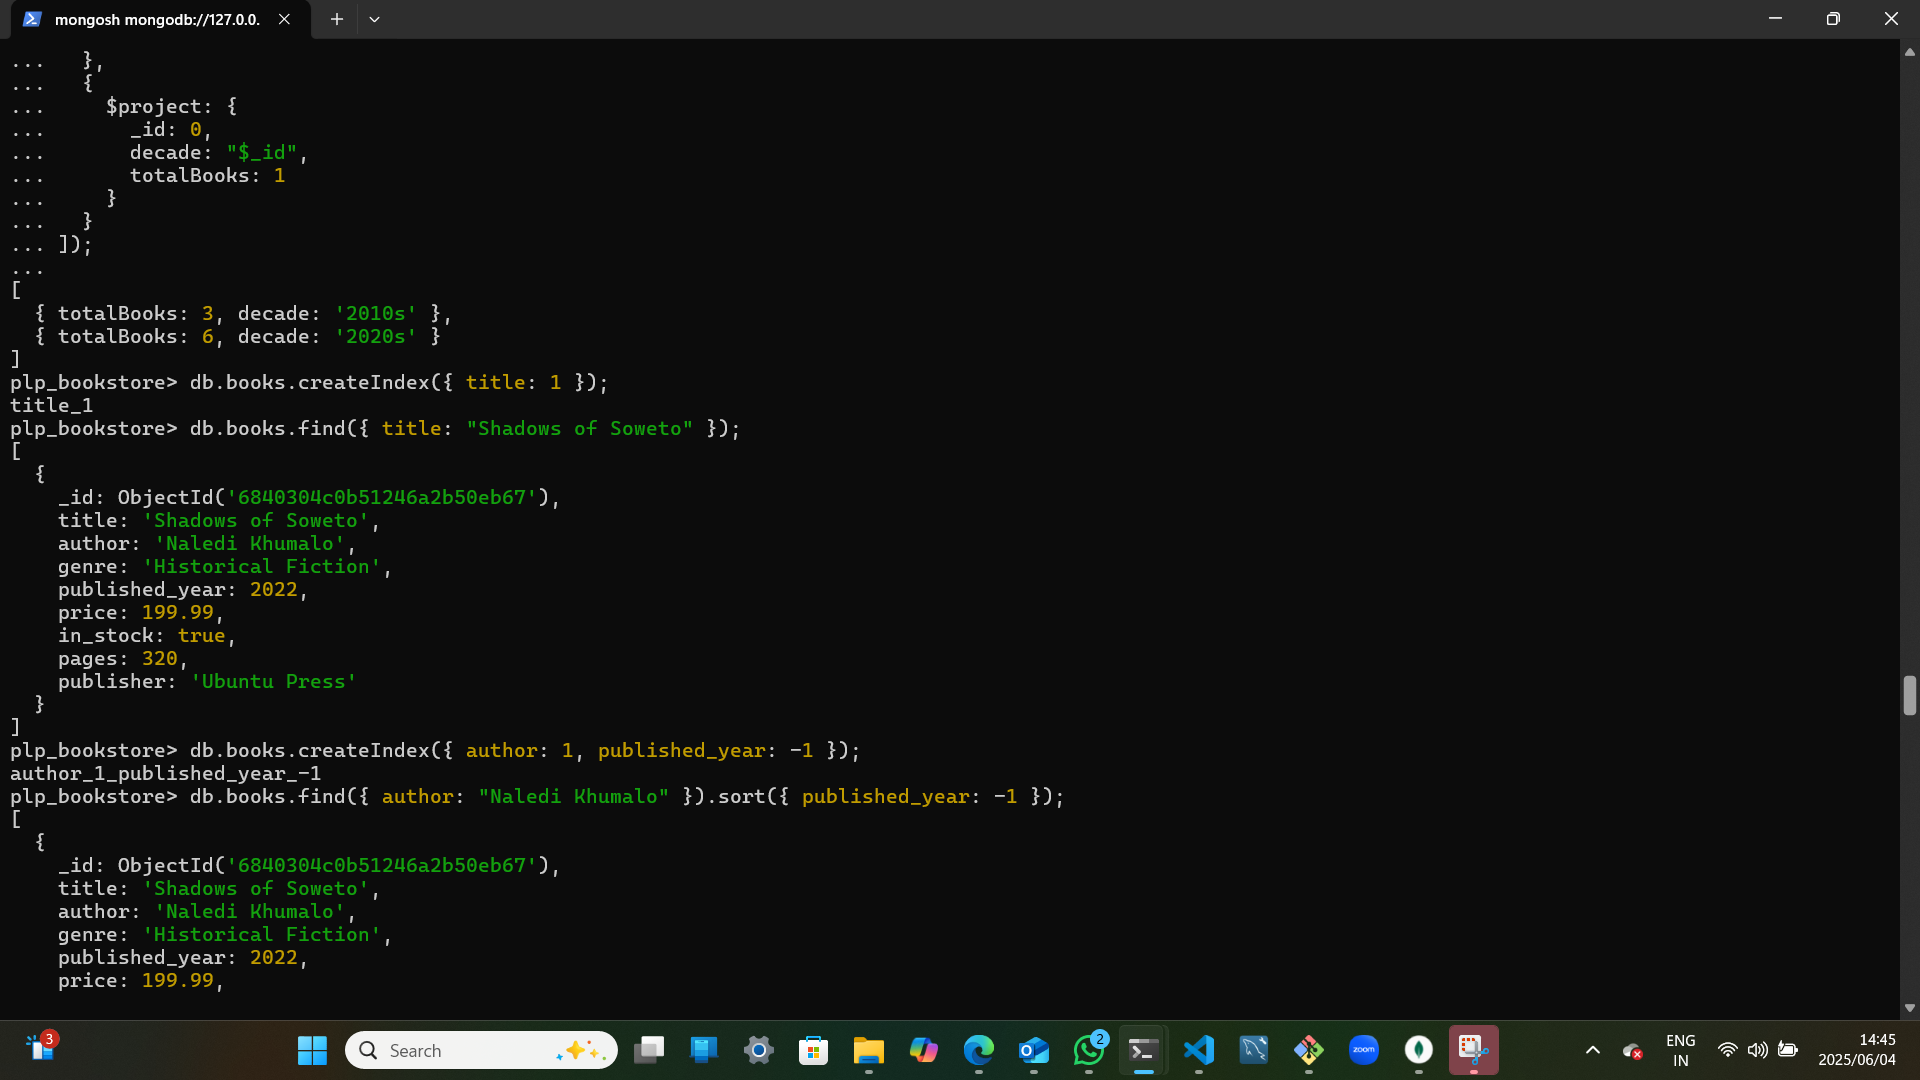 mongosh mongodb://127.0.0.
...   },
...   {
...     $project: {
...       _id: 0,
...       decade: "$_id",
...       totalBooks: 1
...     }
...   }
... ]);
...
[
  { totalBooks: 3, decade: '2010s' },
  { totalBooks: 6, decade: '2020s' }
]
plp_bookstore> db.books.createIndex({ title: 1 });
title_1
plp_bookstore> db.books.find({ title: "Shadows of Soweto" });
[
  {
    _id: ObjectId('6840304c0b51246a2b50eb67'),
    title: 'Shadows of Soweto',
    author: 'Naledi Khumalo',
    genre: 'Historical Fiction',
    published_year: 2022,
    price: 199.99,
    in_stock: true,
    pages: 320,
    publisher: 'Ubuntu Press'
  }
]
plp_bookstore> db.books.createIndex({ author: 1, published_year: -1 });
author_1_published_year_-1
plp_bookstore> db.books.find({ author: "Naledi Khumalo" }).sort({ published_year: -1 });
[
  {
    _id: ObjectId('6840304c0b51246a2b50eb67'),
    title: 'Shadows of Soweto',
    author: 'Naledi Khumalo',
    genre: 'Historical Fiction',
    published_year: 2022,
    price: 199.99,
3
Search
2
zoom
ENG
IN
14:45
2025/06/04